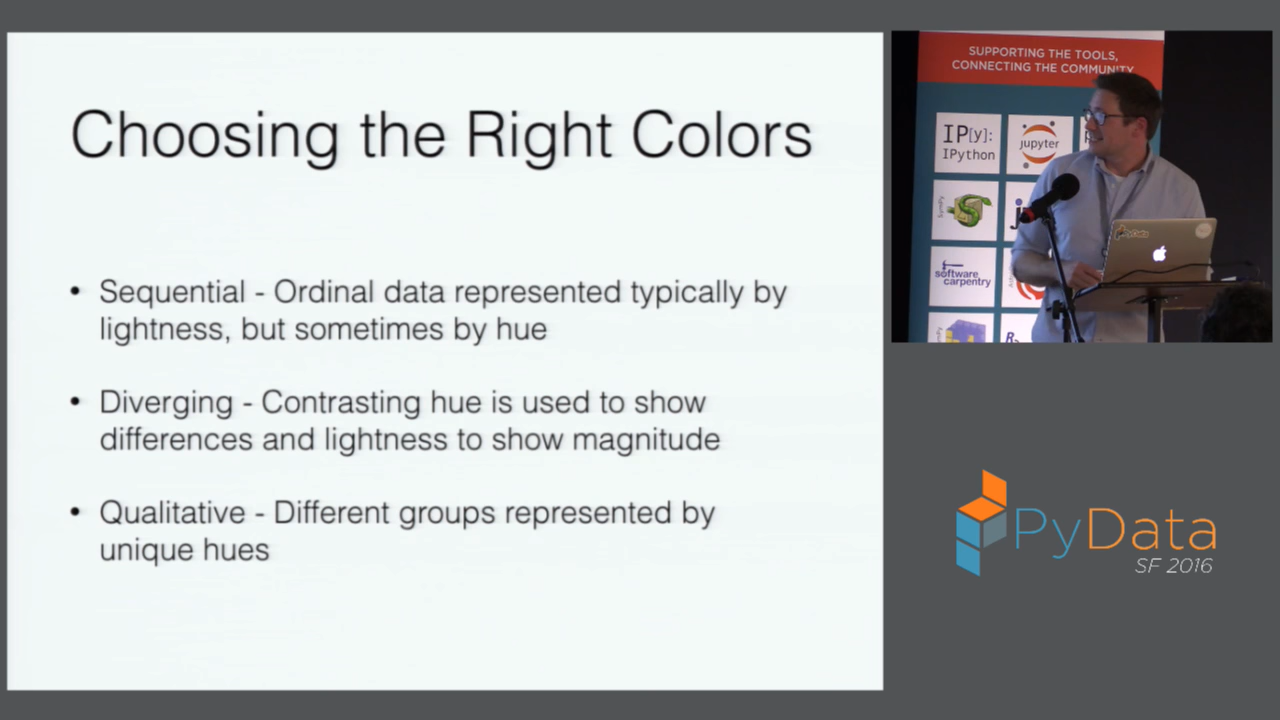 Choosing the Right Colors
• Sequential - Ordinal data represented typically by
lightness, but sometimes by hue
• Diverging - Contrasting hue is used to show
differences and lightness to show magnitude
• Qualitative - Different groups represented by
unique hues
SUPPORTING THE TOOLS,
CONNECTING THE COMMUNITY
IP[y]:
IPython
jupyter
SymPy
software
carpentry
PyData
PyData
SF 2016